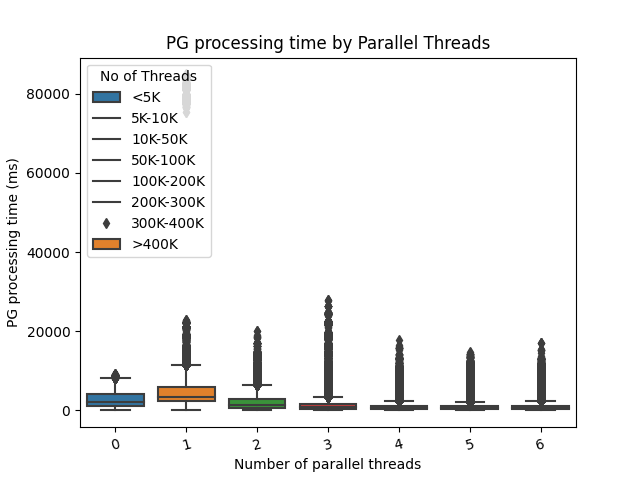 PG processing time by Parallel Threads
PG processing time (ms)
80000
60000
40000
20000
0
No of Threads
<5K
5K-10K
10K-50K
50K-100K
100K-200K
200K-300K
300K-400K
>400K
0 1 2 3 4 5 6
Number of parallel threads